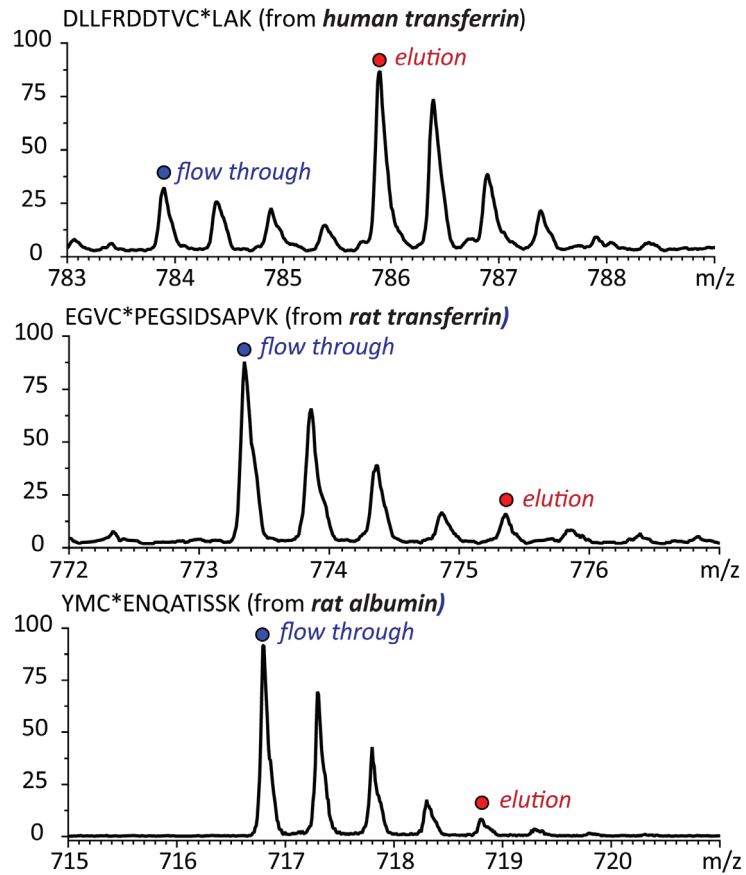 DLLFRDDTVC*LAK (from human transferrin)
100
elution
75
flow through
50
25
0
783 784 785 786 787 788 m/z
EGVC*PEGSIDSAPVK (from rat transferrin)
100
flow through
75
50
25
elution
0
772 773 774 775 776 m/z
YMC*ENQATISSK (from rat albumin)
100
flow through
75
50
25
elution
0
715 716 717 718 719 720 m/z